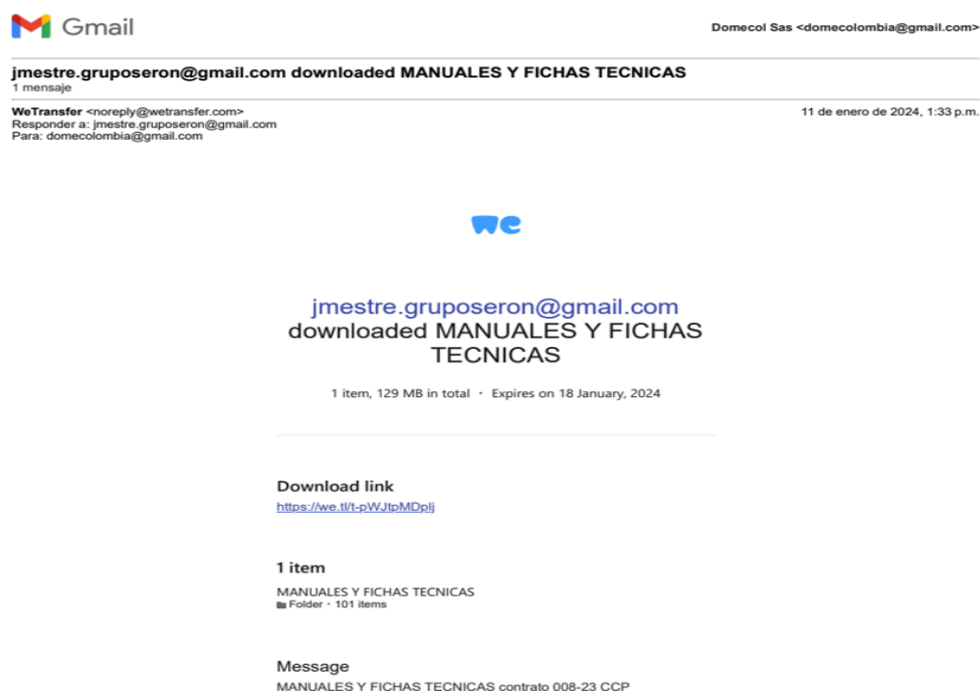 Gmail
Domecol Sas <domecolombia@gmail.com>
jmestre.gruposeron@gmail.com downloaded MANUALES Y FICHAS TECNICAS
1 mensaje
WeTransfer <noreply@wetransfer.com>
11 de enero de 2024, 1:33 p.m.
Responder a: jmestre.gruposeron@gmail.com
Para: domecolombia@gmail.com
we
jmestre.gruposeron@gmail.com
downloaded MANUALES Y FICHAS
TECNICAS
1 item, 129 MB in total · Expires on 18 January, 2024
Download link
https://we.tl/t-pWJtpMDplj
1 item
MANUALES Y FICHAS TECNICAS
Folder · 101 items
Message
MANUALES Y FICHAS TECNICAS contrato 008-23 CCP